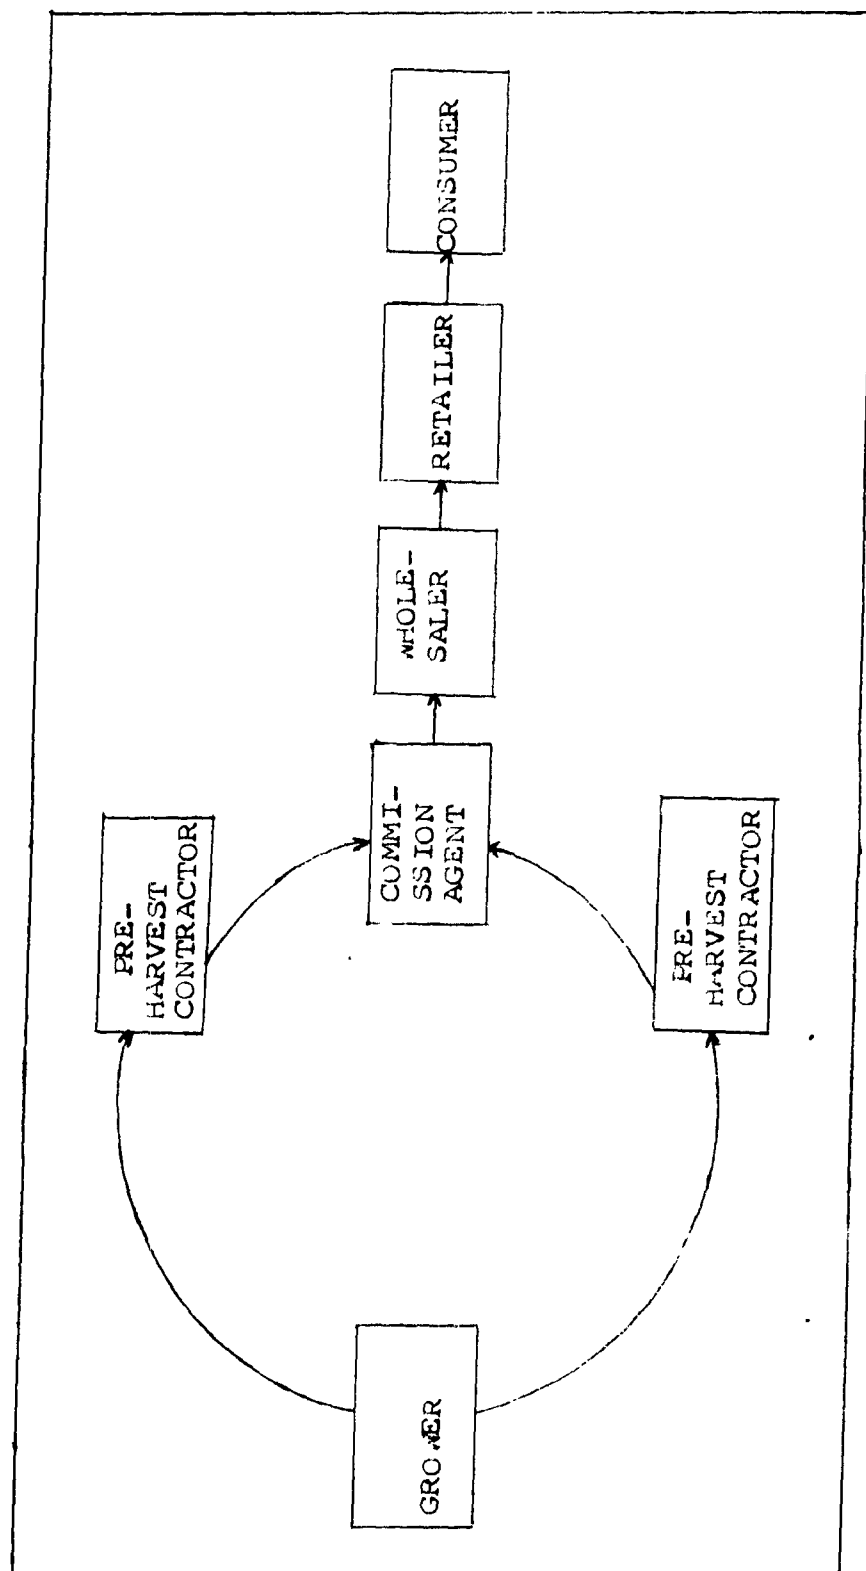 GROWER
PRE-
HARVEST
CONTRACTOR
PRE-
HARVEST
CONTRACTOR
COMMI-
SSION
AGENT
WHOLE-
SALER
RETAILER
CONSUMER